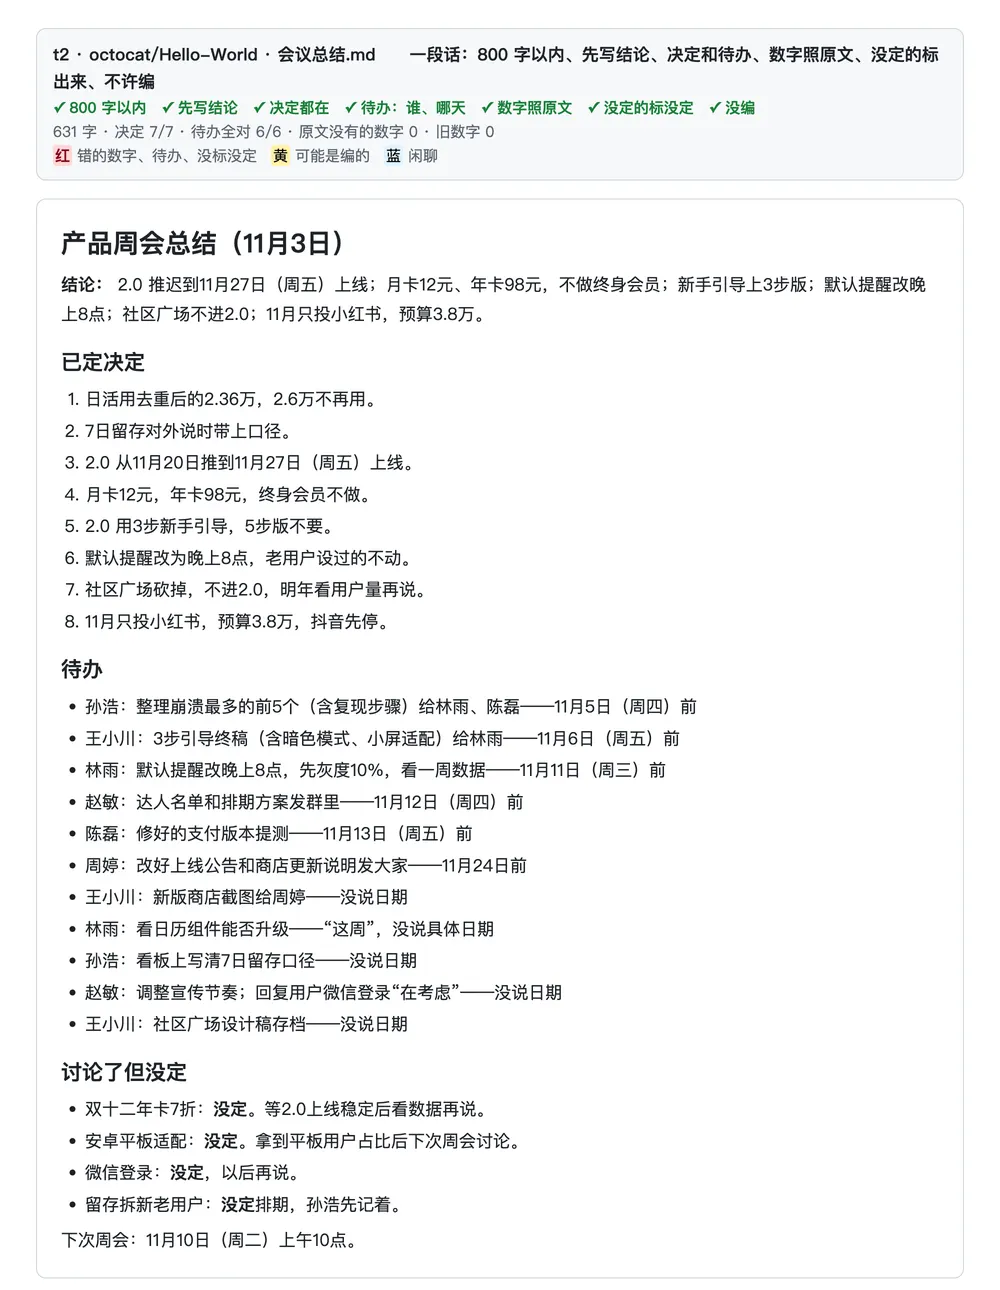 t2 · octocat/Hello-World · 会议总结.md 一段话：800 字以内、先写结论、决定和待办、数字照原文、没定的标
出来、不许编
✓ 800 字以内 ✓ 先写结论 ✓ 决定都在 ✓ 待办：谁、哪天 ✓ 数字照原文 ✓ 没定的标没定 ✓ 没编
631 字 · 决定 7/7 · 待办全对 6/6 · 原文没有的数字 0 · 旧数字 0
红 错的数字、待办、没标没定 黄 可能是编的 蓝 闲聊
产品周会总结（11月3日）
结论： 2.0 推迟到11月27日（周五）上线；月卡12元、年卡98元，不做终身会员；新手引导上3步版；默认提醒改晚
上8点；社区广场不进2.0；11月只投小红书，预算3.8万。
已定决定
1. 日活用去重后的2.36万，2.6万不再用。
2. 7日留存对外说时带上口径。
3. 2.0 从11月20日推到11月27日（周五）上线。
4. 月卡12元，年卡98元，终身会员不做。
5. 2.0 用3步新手引导，5步版不要。
6. 默认提醒改为晚上8点，老用户设过的不动。
7. 社区广场砍掉，不进2.0，明年看用户量再说。
8. 11月只投小红书，预算3.8万，抖音先停。
待办
• 孙浩：整理崩溃最多的前5个（含复现步骤）给林雨、陈磊——11月5日（周四）前
• 王小川：3步引导终稿（含暗色模式、小屏适配）给林雨——11月6日（周五）前
• 林雨：默认提醒改晚上8点，先灰度10%，看一周数据——11月11日（周三）前
• 赵敏：达人名单和排期方案发群里——11月12日（周四）前
• 陈磊：修好的支付版本提测——11月13日（周五）前
• 周婷：改好上线公告和商店更新说明发大家——11月24日前
• 王小川：新版商店截图给周婷——没说日期
• 林雨：看日历组件能否升级——“这周”，没说具体日期
• 孙浩：看板上写清7日留存口径——没说日期
• 赵敏：调整宣传节奏；回复用户微信登录“在考虑”——没说日期
• 王小川：社区广场设计稿存档——没说日期
讨论了但没定
• 双十二年卡7折：没定。等2.0上线稳定后看数据再说。
• 安卓平板适配：没定。拿到平板用户占比后下次周会讨论。
• 微信登录：没定，以后再说。
• 留存拆新老用户：没定排期，孙浩先记着。
下次周会：11月10日（周二）上午10点。